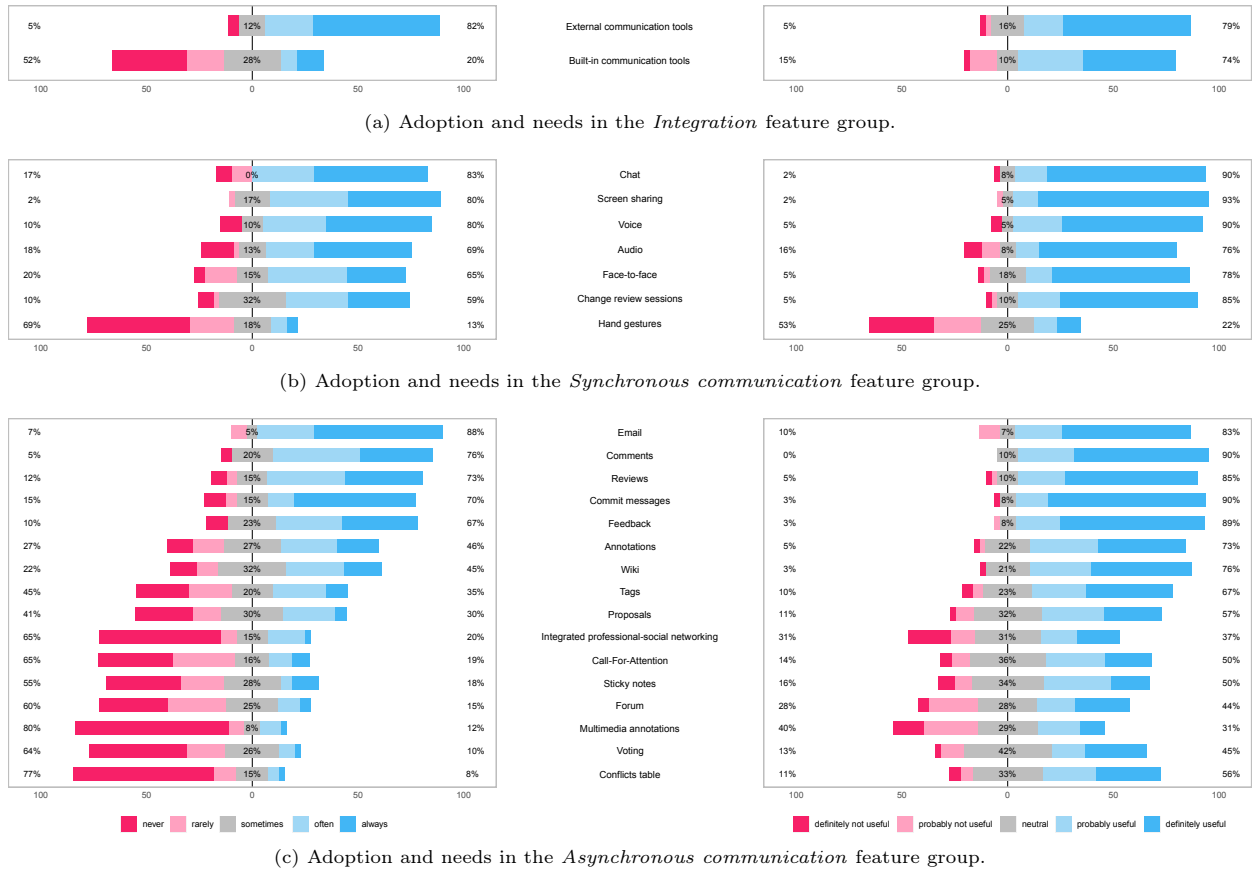 5% 12% 82% External communication tools 5% 16% 79%
52% 28% 20% Built-in communication tools 15% 10% 74%
100 50 0 50 100 100 50 0 50 100
(a) Adoption and needs in the Integration feature group.
17% 0% 83% Chat 2% 8% 90%
2% 17% 80% Screen sharing 2% 5% 93%
10% 10% 80% Voice 5% 5% 90%
18% 13% 69% Audio 16% 8% 76%
20% 15% 65% Face-to-face 5% 18% 78%
10% 32% 59% Change review sessions 5% 10% 85%
69% 18% 13% Hand gestures 53% 25% 22%
100 50 0 50 100 100 50 0 50 100
(b) Adoption and needs in the Synchronous communication feature group.
7% 5% 88% Email 10% 7% 83%
5% 20% 76% Comments 0% 10% 90%
12% 15% 73% Reviews 5% 10% 85%
15% 15% 70% Commit messages 3% 8% 90%
10% 23% 67% Feedback 3% 8% 89%
27% 27% 46% Annotations 5% 22% 73%
22% 32% 45% Wiki 3% 21% 76%
45% 20% 35% Tags 10% 23% 67%
41% 30% 30% Proposals 11% 32% 57%
65% 15% 20% Integrated professional-social networking 31% 31% 37%
65% 16% 19% Call-For-Attention 14% 36% 50%
55% 28% 18% Sticky notes 16% 34% 50%
60% 25% 15% Forum 28% 28% 44%
80% 8% 12% Multimedia annotations 40% 29% 31%
64% 26% 10% Voting 13% 42% 45%
77% 15% 8% Conflicts table 11% 33% 56%
100 50 0 50 100 100 50 0 50 100
never rarely sometimes often always definitely not useful probably not useful neutral probably useful definitely useful
(c) Adoption and needs in the Asynchronous communication feature group.